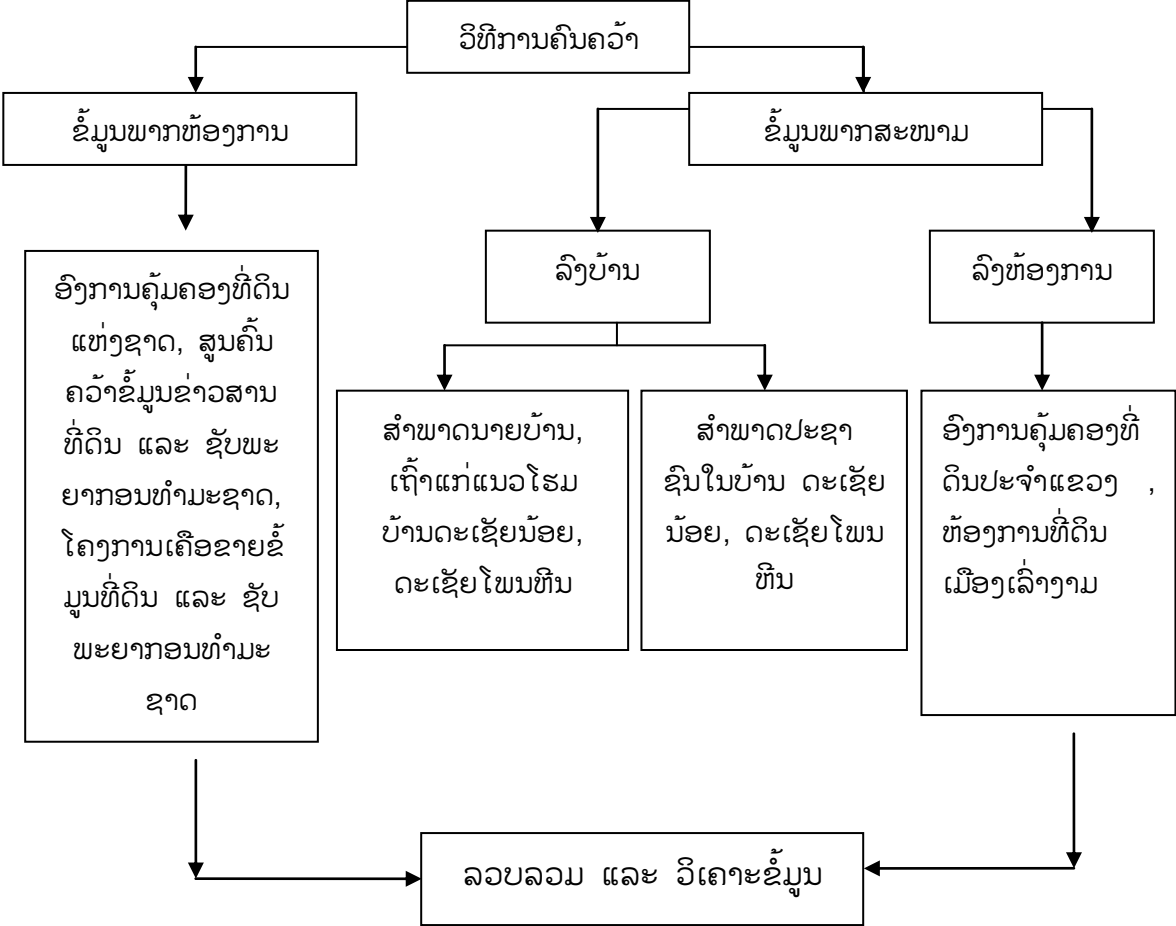 ວິທີການຄົນຄວ້າ
ຂໍ້ມູນພາກຫ້ອງການ
ຂໍ້ມູນພາກສະໜາມ
ລົງບ້ານ
ລົງຫ້ອງການ
ອົງການຄຸ້ມຄອງທີ່ດິນ
ແຫ່ງຊາດ, ສູນຄົ້ນ
ຄວ້າຂໍ້ມູນຂ່າວສານ
ທີ່ດິນ ແລະ ຊັບພະ
ຍາກອນທຳມະຊາດ,
ໂຄງການເຄືອຂາຍຂໍ້
ມູນທີ່ດິນ ແລະ ຊັບ
ພະຍາກອນທຳມະ
ຊາດ
ສຳພາດນາຍບ້ານ,
ເຖົ້າແກ່ແນວໂຮມ
ບ້ານດະເຊັຍນ້ອຍ,
ດະເຊັຍໂພນຫີນ
ສຳພາດປະຊາ
ຊົນໃນບ້ານ ດະເຊັຍ
ນ້ອຍ, ດະເຊັຍໂພນ
ຫີນ
ອົງການຄຸ້ມຄອງທີ່
ດິນປະຈຳແຂວງ ,
ຫ້ອງການທີ່ດິນ
ເມືອງເລົ່າງາມ
ລວບລວມ ແລະ ວິເຄາະຂໍ້ມູນ